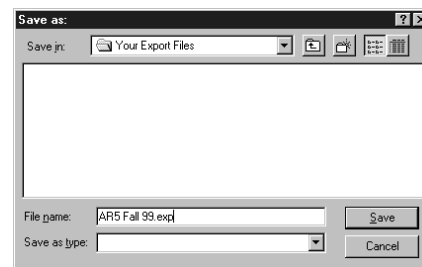 Save as:
Save in: Your Export Files
File name: AR5 Fall 99.exp
Save
Save as type:
Cancel